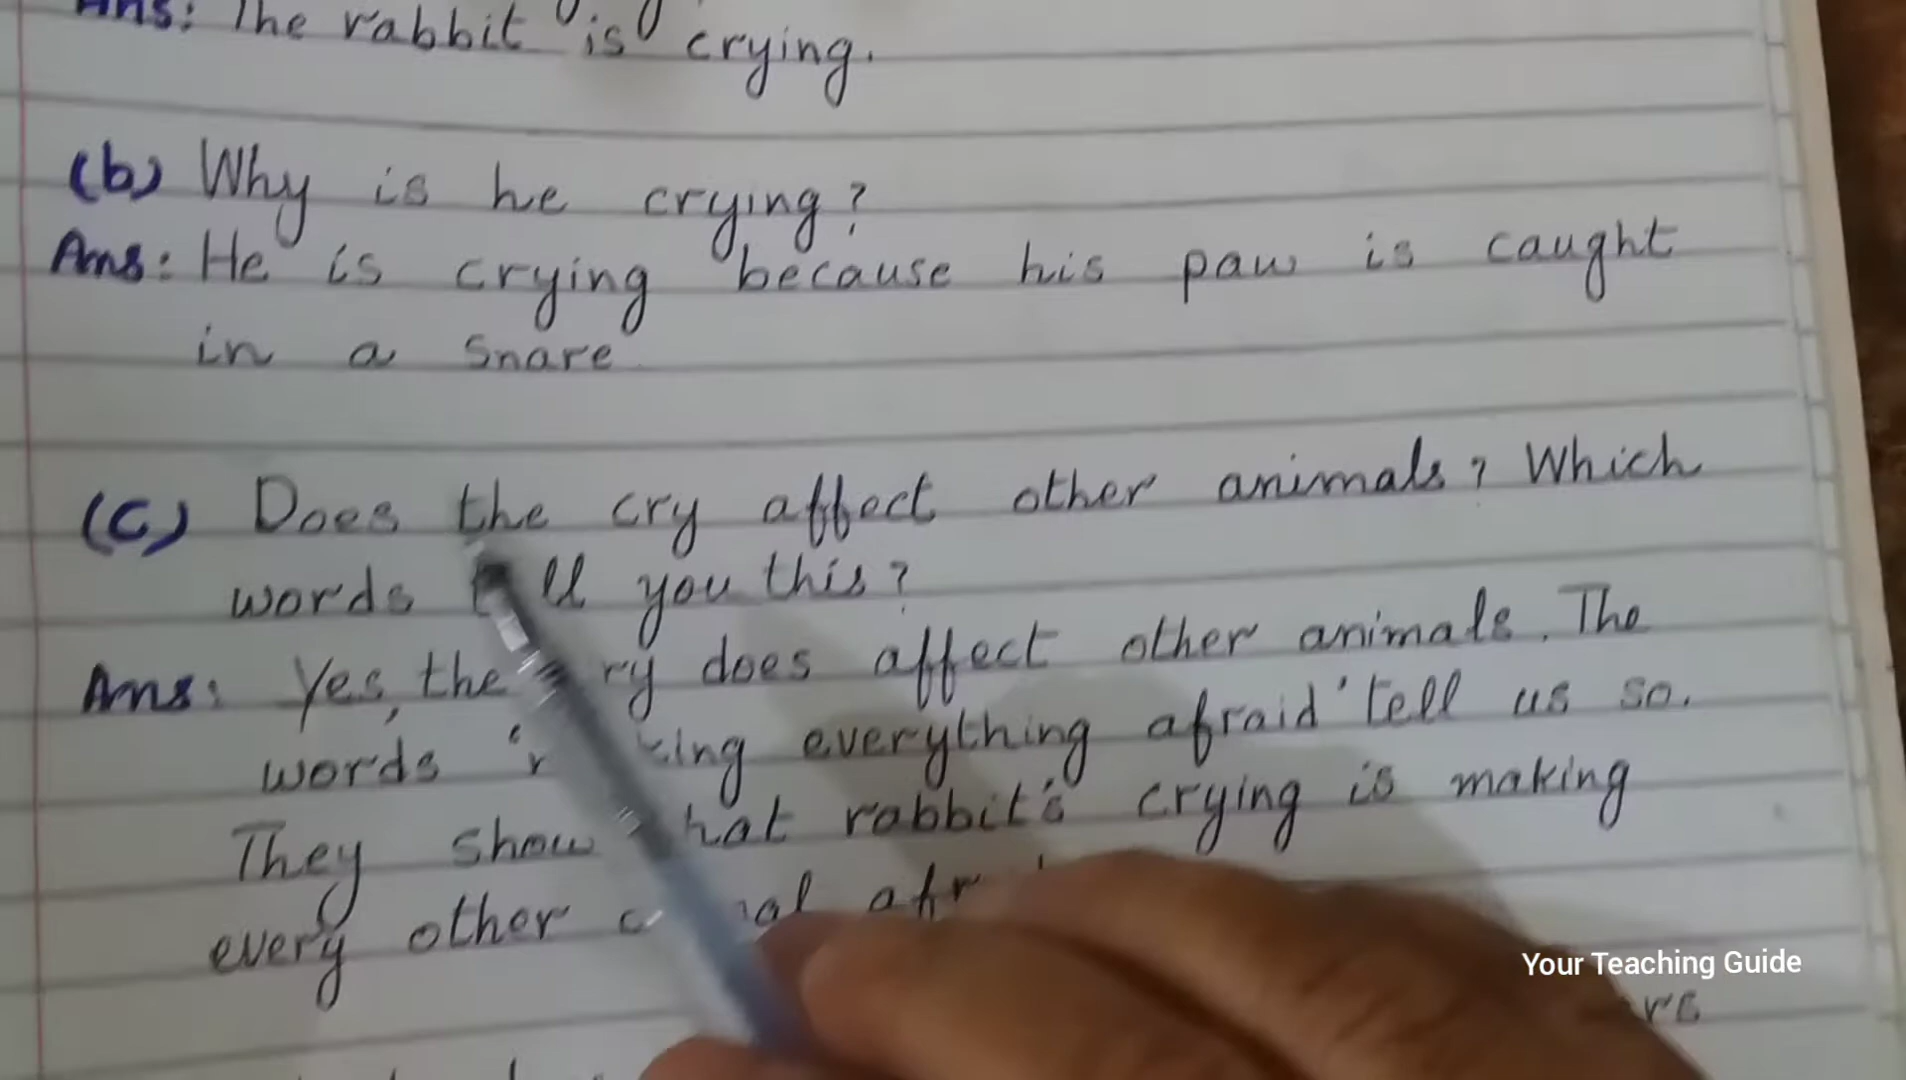 Ans: The rabbit is crying.
(b) Why is he crying?
Ans: He is crying because his paw is caught
in a snare
(c) Does the cry affect other animals? Which
words you this?
Ans: Yes, the does affect other animals. The
words everything afraid' tell us so.
They show rabbit's crying is making
every other
Your Teaching Guide